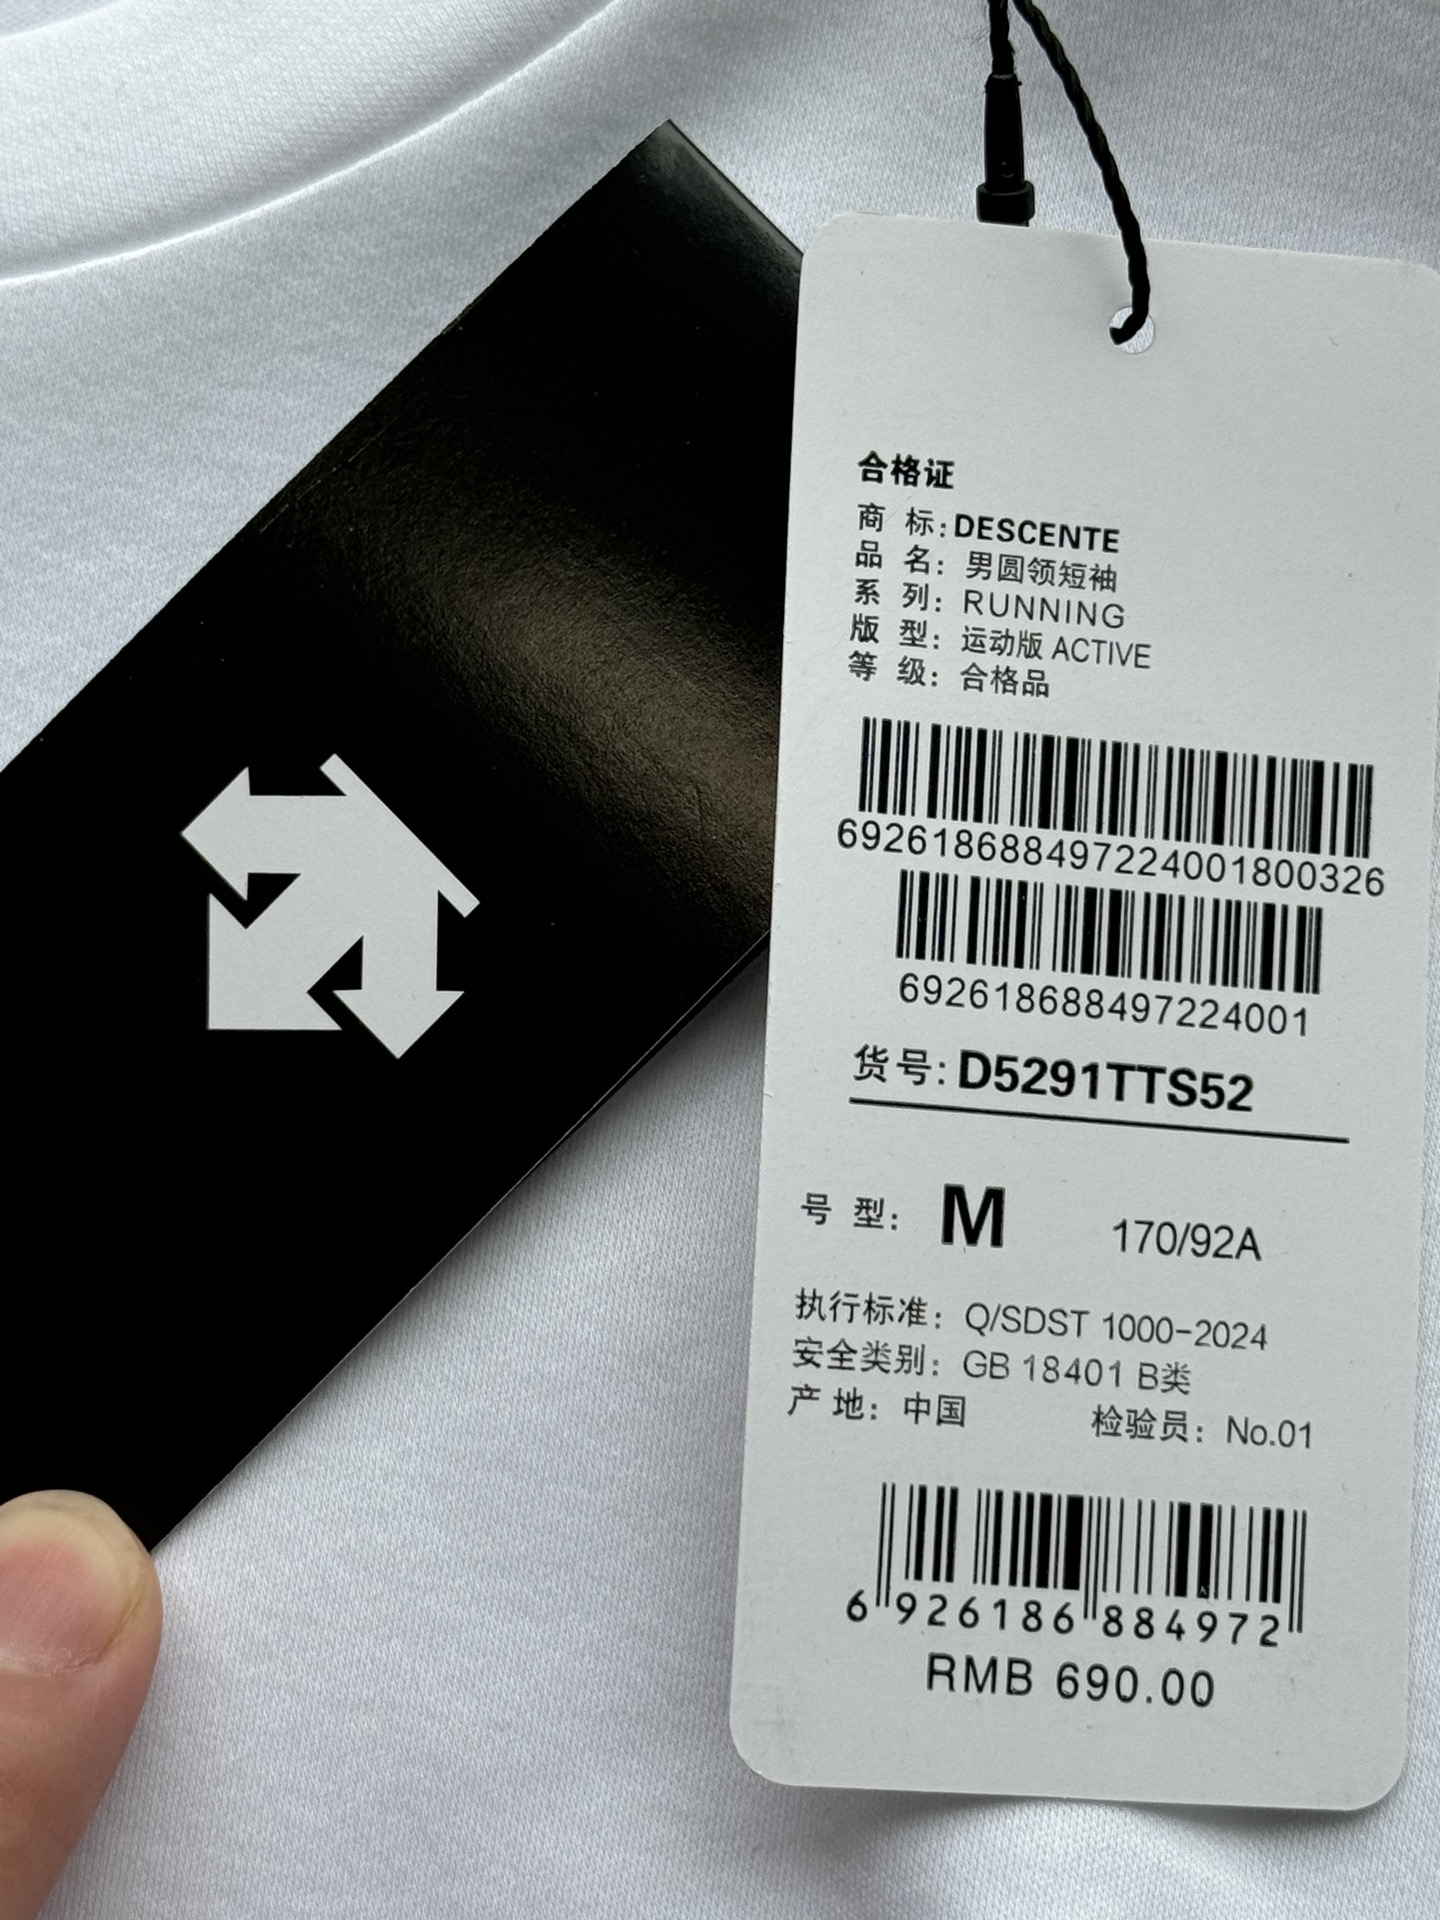 合格证
商 标:DESCENTE
品 名: 男圆领短袖
系 列: RUNNING
版 型: 运动版 ACTIVE
等 级: 合格品
692618688497224001800326
692618688497224001
货号: D5291TTS52
号 型: M 170/92A
执行标准: Q/SDST 1000-2024
安全类别: GB 18401 B类
产 地: 中国 检验员: No.01
6 926186 884972
RMB 690.00